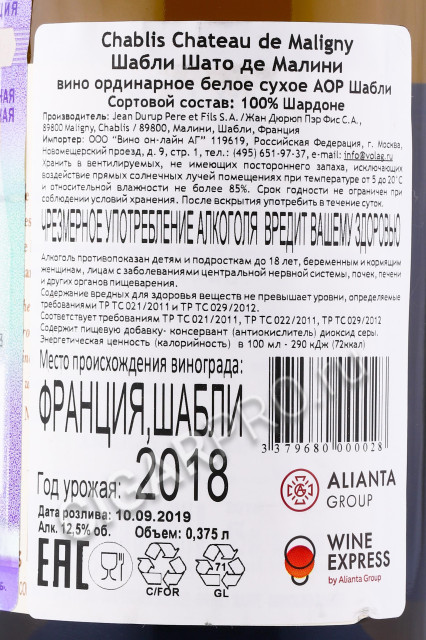 Chablis Chateau de Maligny
Шабли Шато де Малини
вино ординарное белое сухое АОР Шабли
Сортовой состав: 100% Шардоне
Производитель: Jean Durup Pere et Fils S.A. /Жан Дюрюп Пэр Фис С.А.,
89800 Maligny, Chablis / 89800, Малини, Шабли, Франция
Импортер: ООО "Вино он-лайн АГ" 119619, Российская Федерация, г. Москва,
Новомещерский проезд, д. 9, стр. 1, тел.: (495) 651-97-37, e-mail: info@volag.ru
Хранить в вентилируемых, не имеющих постороннего запаха, исключающих
воздействие прямых солнечных лучей помещениях при температуре от 5 до 20°С
и относительной влажности не более 85%. Срок годности не ограничен при
соблюдении условий хранения. После вскрытия употребить в течение суток.
ЧРЕЗМЕРНОЕ УПОТРЕБЛЕНИЕ АЛКОГОЛЯ ВРЕДИТ ВАШЕМУ ЗДОРОВЬЮ
Алкоголь противопоказан детям и подросткам до 18 лет, беременным и кормящим
женщинам, лицам с заболеваниями центральной нервной системы, почек, печени
и других органов пищеварения.
Содержание вредных для здоровья веществ не превышает уровни, определяемые
требованиями ТР ТС 021/2011 и ТР ТС 029/2012.
Соответствует требованиям ТР ТС 021/2011, ТР ТС 022/2011, ТР ТС 029/2012
Содержит пищевую добавку- консервант (антиокислитель) диоксид серы.
Энергетическая ценность (калорийность) в 100 мл - 290 кДж (72ккал)
Место происхождения винограда:
ФРАНЦИЯ,ШАБЛИ
3 379680 000028
Год урожая: 2018
Дата розлива: 10.09.2019
Алк. 12,5% об. Объем: 0,375 л
ALIANTA
GROUP
EAC
C/FOR
71
GL
WINE
EXPRESS
by Alianta Group